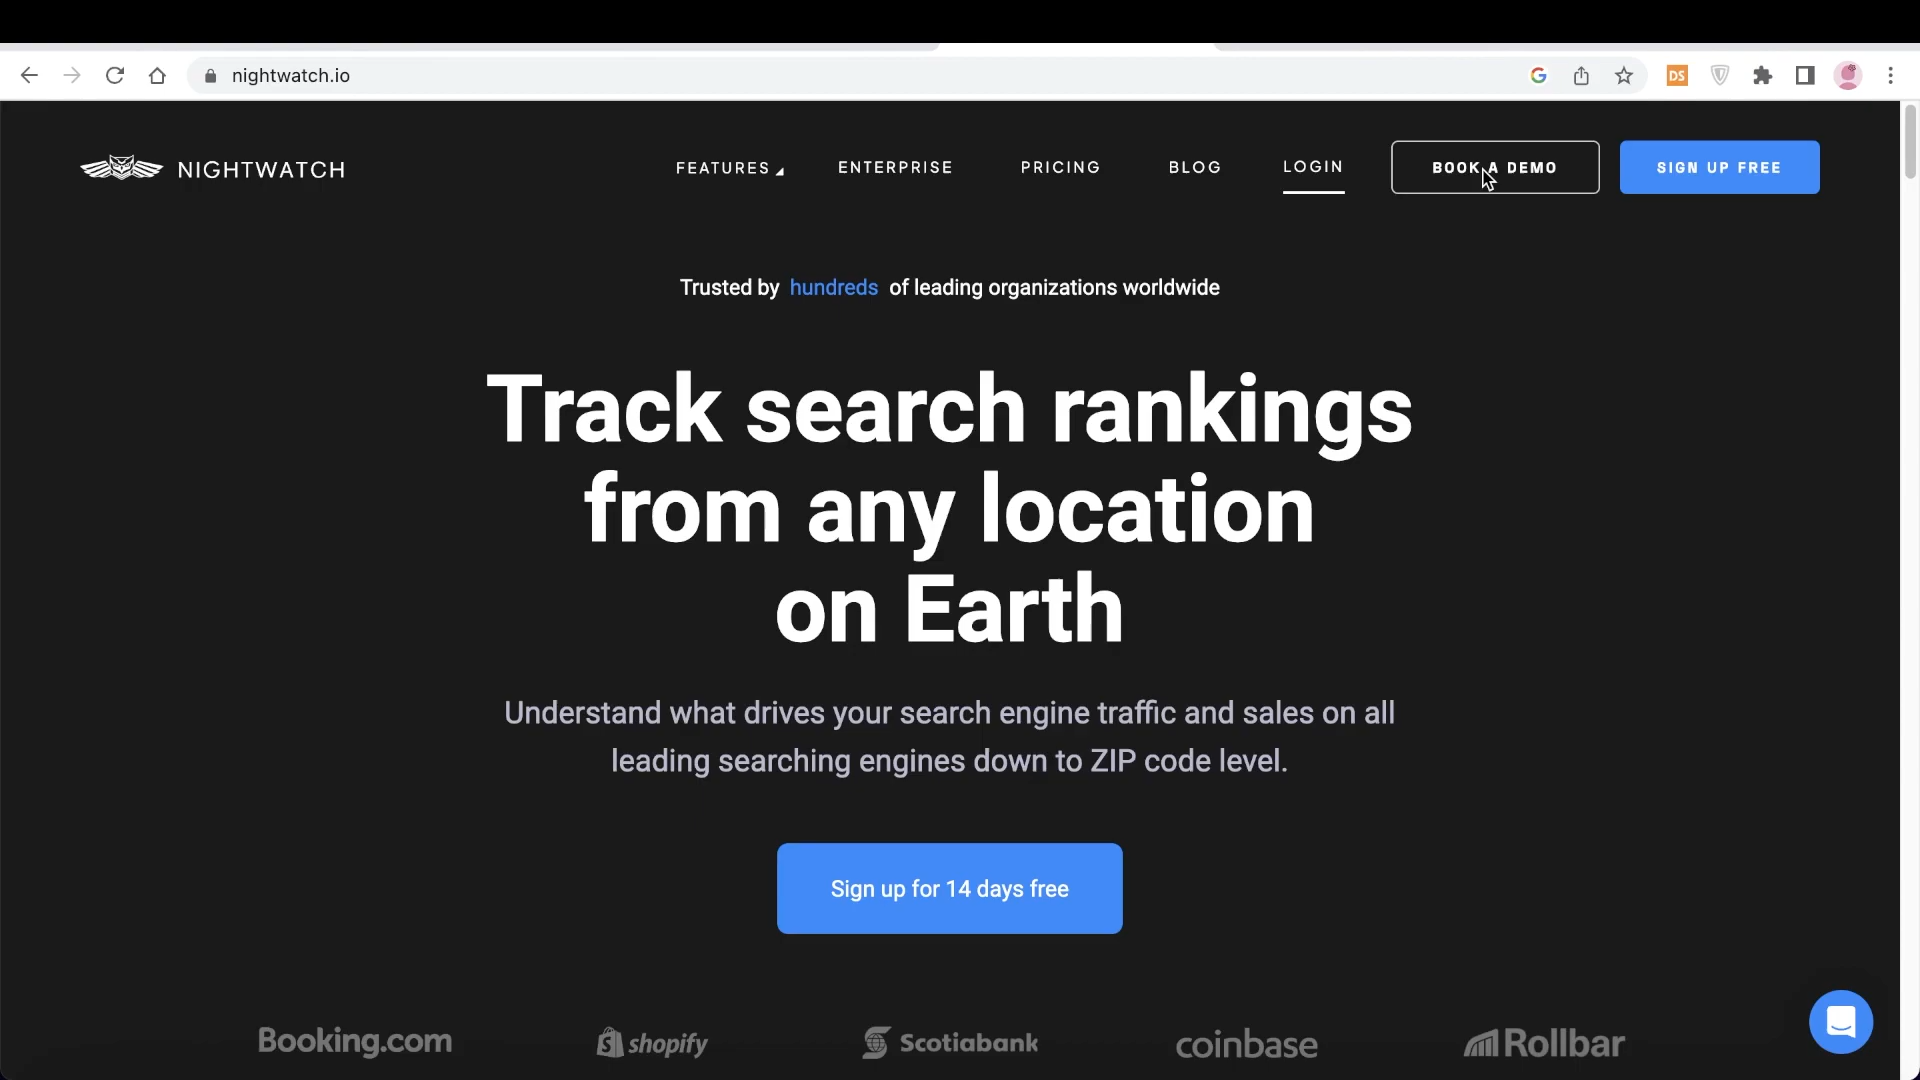 nightwatch.io
DS
NIGHTWATCH
FEATURES
ENTERPRISE
PRICING
BLOG
LOGIN
BOOK A DEMO
SIGN UP FREE
Trusted by hundreds of leading organizations worldwide
Track search rankings
from any location
on Earth
Understand what drives your search engine traffic and sales on all
leading searching engines down to ZIP code level.
Sign up for 14 days free
Booking.com
shopify
Scotiabank
coinbase
Rollbar